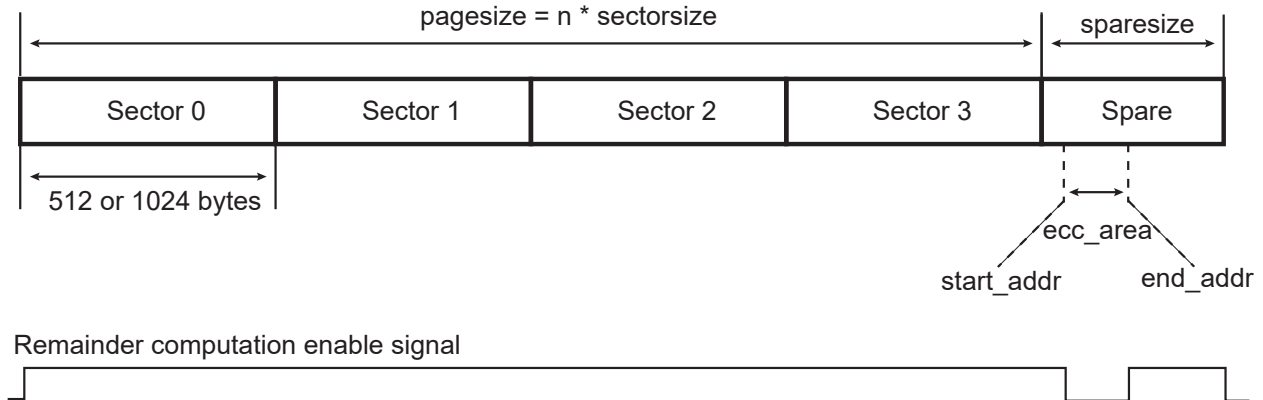 pagesize = n * sectorsize
sparesize
Sector 0
Sector 1
Sector 2
Sector 3
Spare
512 or 1024 bytes
ecc_area
start_addr
end_addr
Remainder computation enable signal